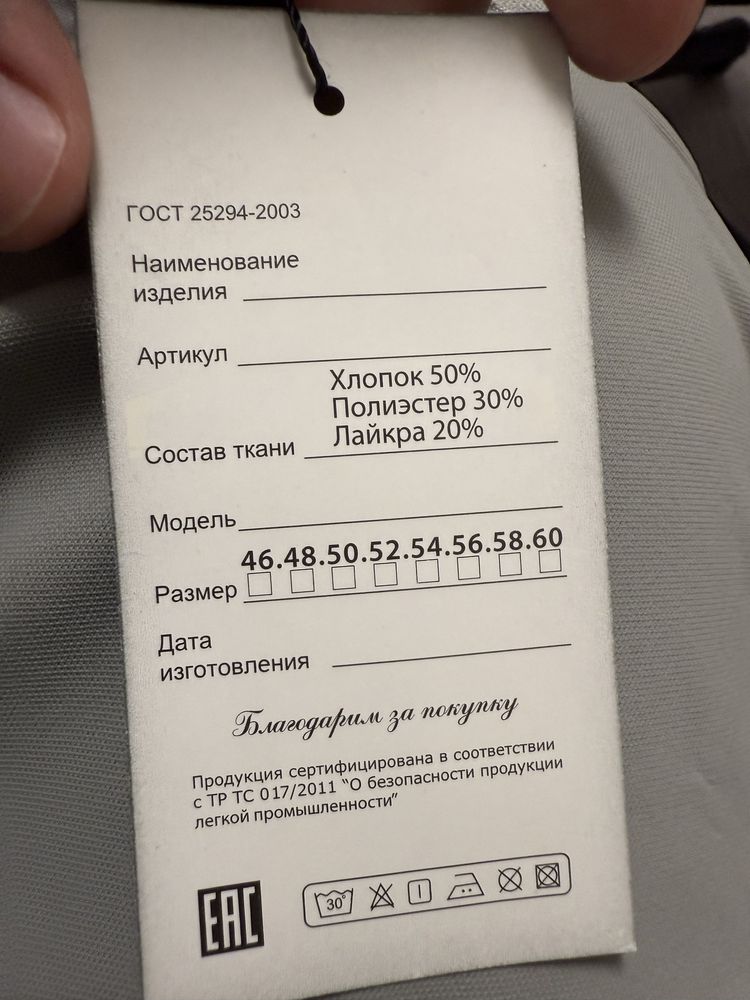 ГОСТ 25294-2003
Наименование
изделия
Артикул
Хлопок 50%
Полиэстер 30%
Лайкра 20%
Состав ткани
Модель
46.48.50.52.54.56.58.60
Размер
Дата
изготовления
Благодарим за покупку
Продукция сертифицирована в соответствии
с ТР ТС 017/2011 "О безопасности продукции
легкой промышленности"
EAC
30°